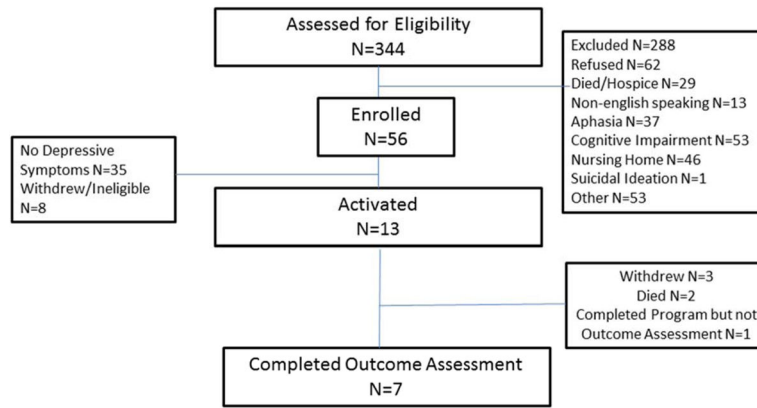 Assessed for Eligibility
N=344
Excluded N=288
Refused N=62
Died/Hospice N=29
Non-english speaking N=13
Aphasia N=37
Cognitive Impairment N=53
Nursing Home N=46
Suicidal Ideation N=1
Other N=53
Enrolled
N=56
No Depressive
Symptoms N=35
Withdrew/Ineligible
N=8
Activated
N=13
Withdrew N=3
Died N=2
Completed Program but not
Outcome Assessment N=1
Completed Outcome Assessment
N=7